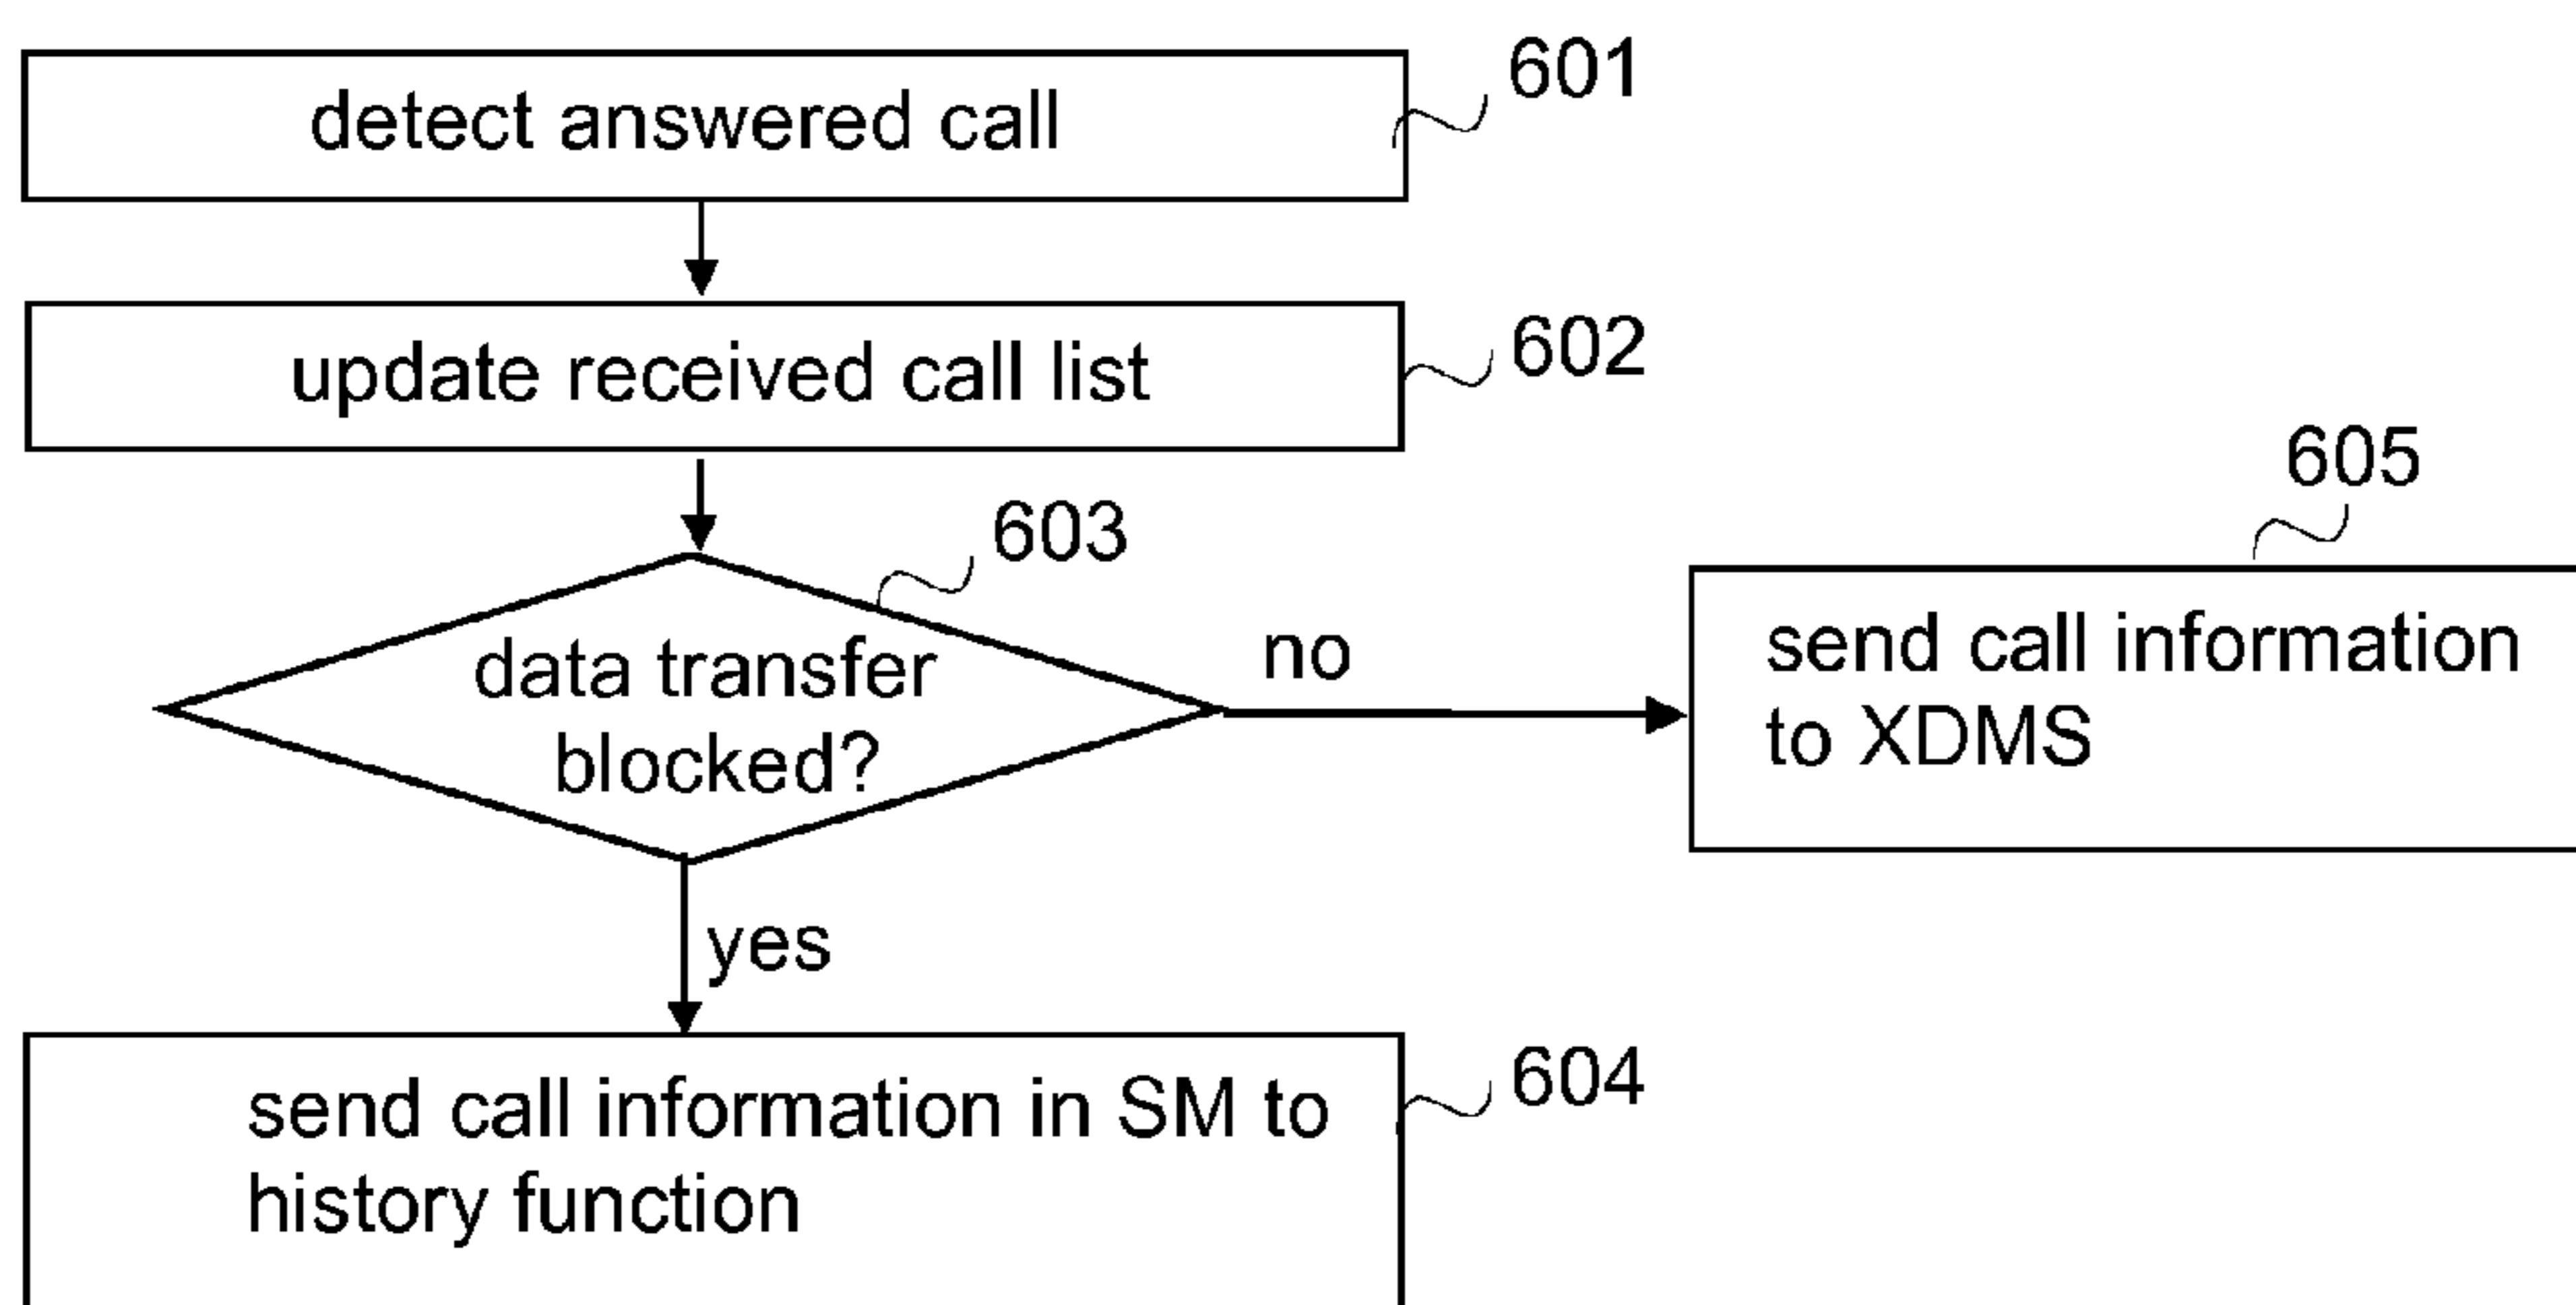 detect answered call
601
update received call list
602
603
data transfer
blocked?
no
605
send call information
to XDMS
yes
send call information in SM to
history function
604